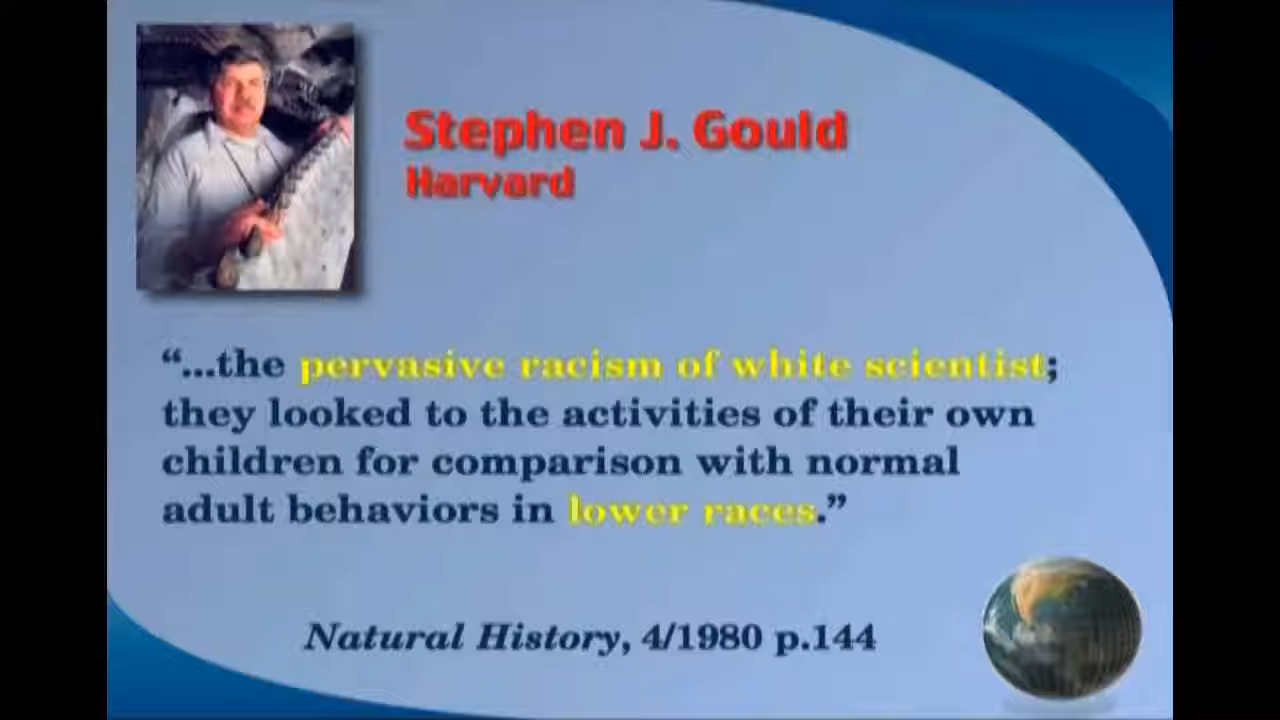 Stephen J. Gould
Harvard
“...the pervasive racism of white scientist;
they looked to the activities of their own
children for comparison with normal
adult behaviors in lower races.”
Natural History, 4/1980 p.144